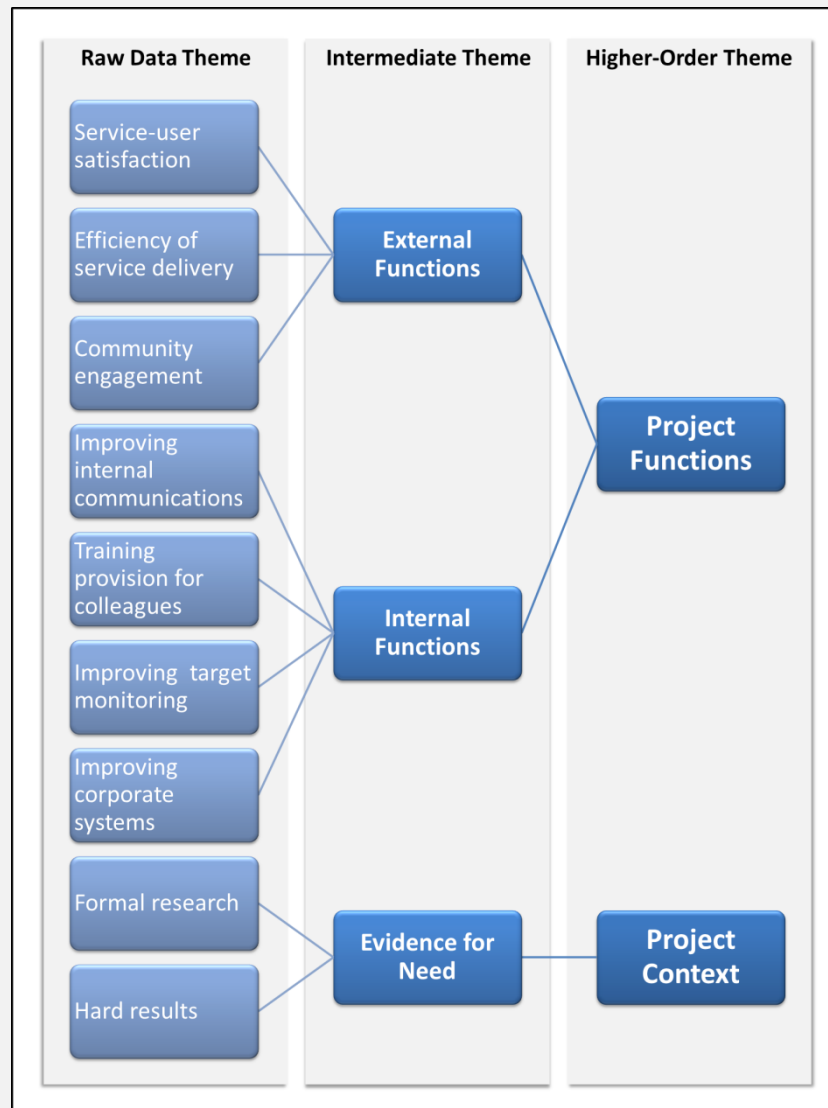 Raw Data Theme
Intermediate Theme
Higher-Order Theme
Service-user
satisfaction
Efficiency of
service delivery
Community
engagement
Improving
internal
communications
Training
provision for
colleagues
Improving target
monitoring
Improving
corporate
systems
Formal research
Hard results
External
Functions
Internal
Functions
Evidence for
Need
Project
Functions
Project
Context